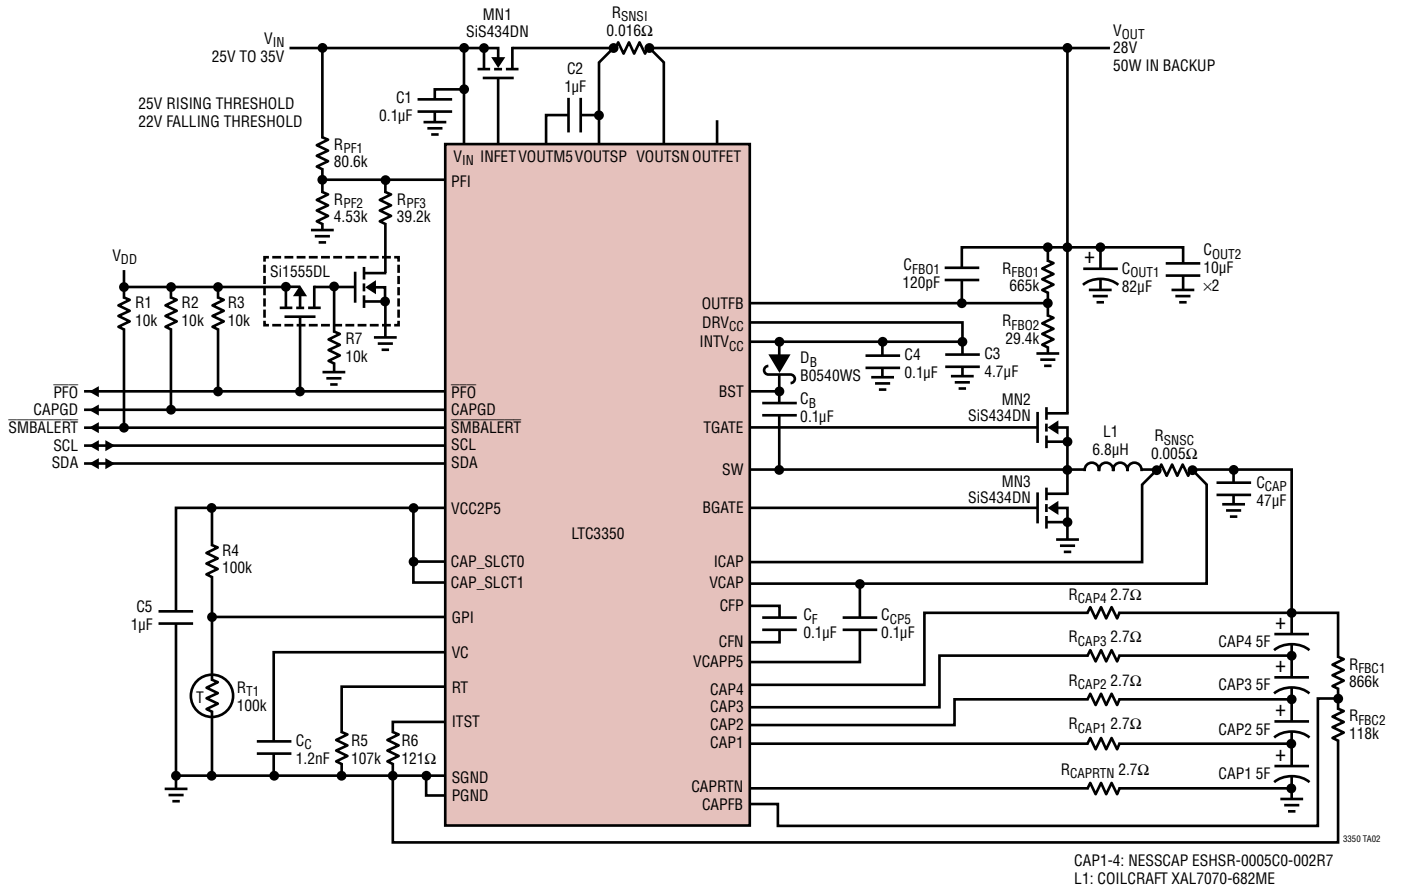 VIN
25V TO 35V
MN1
SiS434DN
RSNSI
0.016Ω
VOUT
28V
50W IN BACKUP
C2
1µF
C1
0.1µF
25V RISING THRESHOLD
22V FALLING THRESHOLD
RPF1
80.6k
VIN INFET VOUTM5 VOUTSP VOUTSN OUTFET
PFI
RPF2
4.53k
RPF3
39.2k
VDD
Si1555DL
R1
10k
R2
10k
R3
10k
R7
10k
CFBO1
120pF
RFBO1
665k
COUT1
82µF
COUT2
10µF
×2
OUTFB
DRVCC
INTVCC
RFBO2
29.4k
DB
B0540WS
C4
0.1µF
C3
4.7µF
BST
CB
0.1µF
PFO
PFO
CAPGD
CAPGD
SMBALERT
SMBALERT
SCL
SCL
SDA
SDA
TGATE
MN2
SiS434DN
L1
6.8µH
RSNSC
0.005Ω
SW
MN3
SiS434DN
CCAP
47µF
BGATE
VCC2P5
LTC3350
R4
100k
CAP_SLCT0
CAP_SLCT1
ICAP
VCAP
C5
1µF
GPI
CFP
CF
0.1µF
CCP5
0.1µF
CFN
VCAPP5
RCAP4 2.7Ω
CAP4 5F
RCAP3 2.7Ω
CAP3 5F
RCAP2 2.7Ω
CAP2 5F
RCAP1 2.7Ω
CAP1 5F
RCAPRTN 2.7Ω
RFBC1
866k
RFBC2
118k
VC
T
RT1
100k
RT
ITST
CAP4
CAP3
CAP2
CAP1
CC
1.2nF
R5
107k
R6
121Ω
SGND
PGND
CAPRTN
CAPFB
3350 TA02
CAP1-4: NESSCAP ESHSR-0005C0-002R7
L1: COILCRAFT XAL7070-682ME